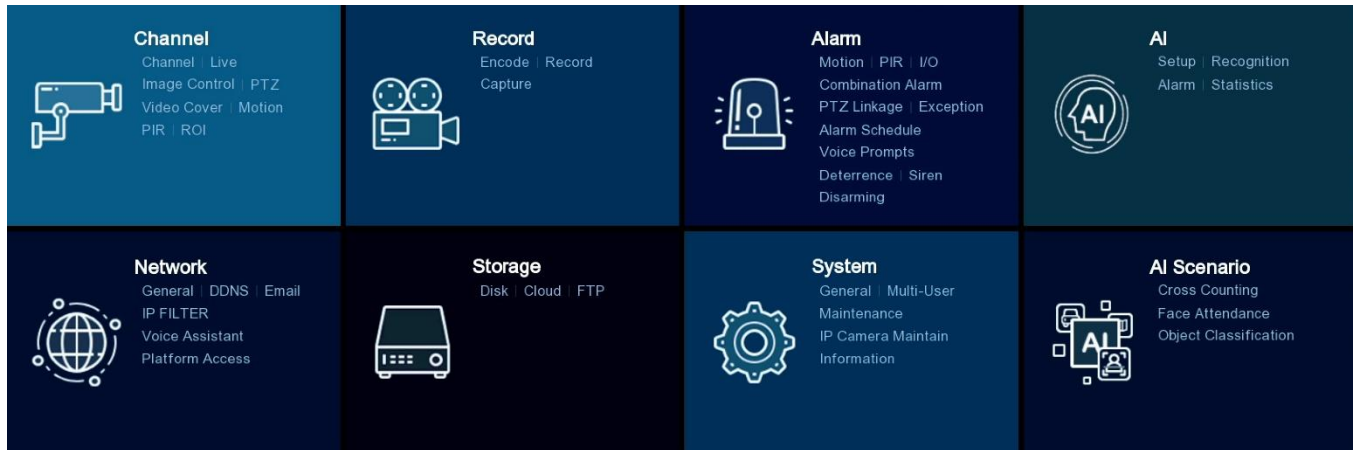 Channel
Channel | Live
Image Control | PTZ
Video Cover | Motion
PIR | ROI
Record
Encode | Record
Capture
Alarm
Motion | PIR | I/O
Combination Alarm
PTZ Linkage | Exception
Alarm Schedule
Voice Prompts
Deterrence | Siren
Disarming
AI
Setup | Recognition
Alarm | Statistics
AI
Network
General | DDNS | Email
IP FILTER
Voice Assistant
Platform Access
Storage
Disk | Cloud | FTP
System
General | Multi-User
Maintenance
IP Camera Maintain
Information
AI Scenario
Cross Counting
Face Attendance
Object Classification
AI